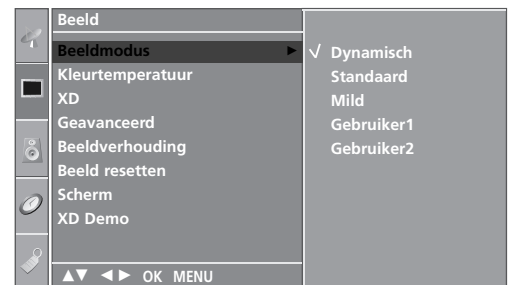 Beeld
Beeldmodus ►
Kleurtemperatuur
XD
Geavanceerd
Beeldverhouding
Beeld resetten
Scherm
XD Demo
▲▼ ◄► OK MENU
√ Dynamisch
Standaard
Mild
Gebruiker1
Gebruiker2